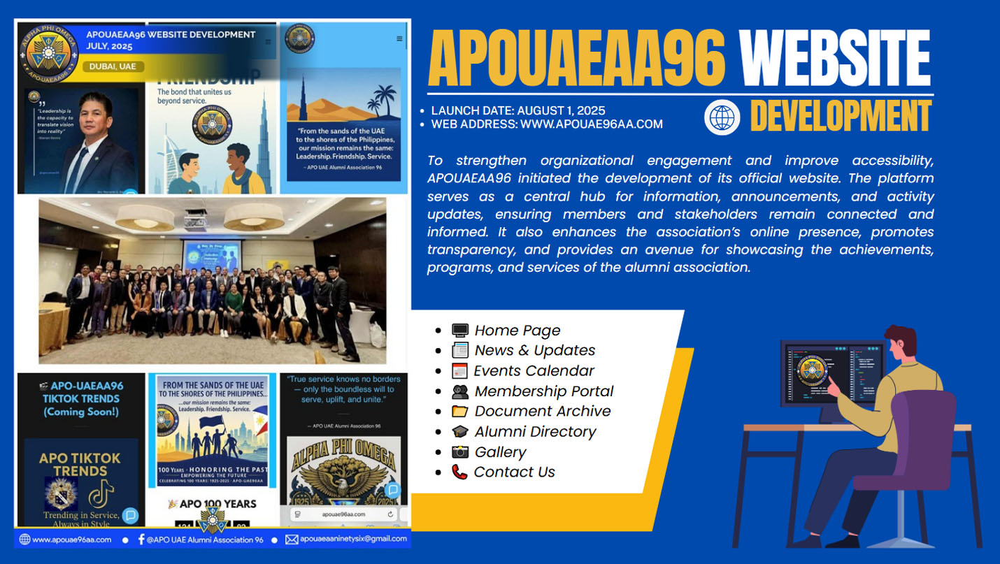 ALPHA PHI OMEGA
APO-UAEAA96
APOUAEAA96 WEBSITE DEVELOPMENT
JULY, 2025
DUBAI, UAE
"Leadership is
the capacity to
translate vision
into reality"
FRIENDSHIP
The bond that unites us
beyond service.
"From the sands of the UAE
to the shores of the Philippines,
our mission remains the same:
Leadership. Friendship. Service.
~ APO UAE Alumni Association 96
APO-UAEAA96
TIKTOK TRENDS
(Coming Soon!)
APO TIKTOK
TRENDS
Trending in Service,
Always in Style
FROM THE SANDS OF THE UAE
TO THE SHORES OF THE PHILIPPINES...
...our mission remains the same:
Leadership. Friendship. Service.
100 YEARS · HONORING THE PAST
EMPOWERING THE FUTURE
CELEBRATING 100 YEARS: 1925-2025 · APO-UAE96AA
APO 100 YEARS
"True service knows no borders
— only the boundless will to
serve, uplift, and unite."
— APO UAE Alumni Association 96
ALPHA PHI OMEGA
1925 2025
apouae96aa.com
www.apouae96aa.com • @APO UAE Alumni Association 96 • apouaeaaninetysix@gmail.com
APOUAEAA96 WEBSITE
DEVELOPMENT
• LAUNCH DATE: AUGUST 1, 2025
• WEB ADDRESS: WWW.APOUAE96AA.COM
To strengthen organizational engagement and improve accessibility,
APOUAEAA96 initiated the development of its official website. The platform
serves as a central hub for information, announcements, and activity
updates, ensuring members and stakeholders remain connected and
informed. It also enhances the association's online presence, promotes
transparency, and provides an avenue for showcasing the achievements,
programs, and services of the alumni association.
• Home Page
• News & Updates
• Events Calendar
• Membership Portal
• Document Archive
• Alumni Directory
• Gallery
• Contact Us